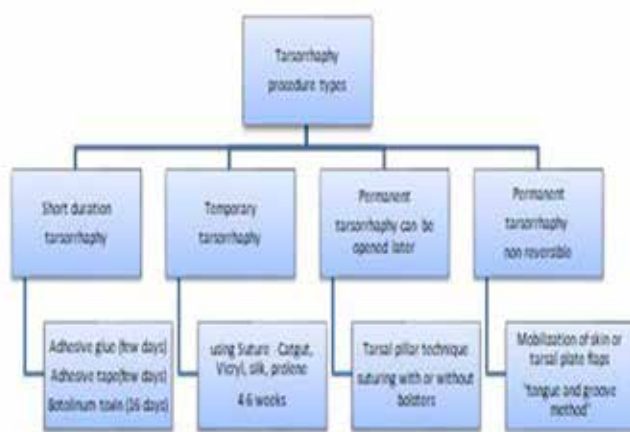 Tarsorrhaphy
procedure types
Short duration
tarsorrhaphy
Temporary
tarsorrhaphy
Permanent
tarsorrhaphy can be
opened later
Permanent
tarsorrhaphy
non reversible
Adhesive glue (few days)
Adhesive tape(few days)
Botolinum toxin (16 days)
using Suture Catgut,
Vicryl, silk, prolene
4-6 weeks
Tarsal pillar technique
suturing with or without
bolsters
Mobilization of skin or
tarsal plate flaps
"tongue and groove
method"